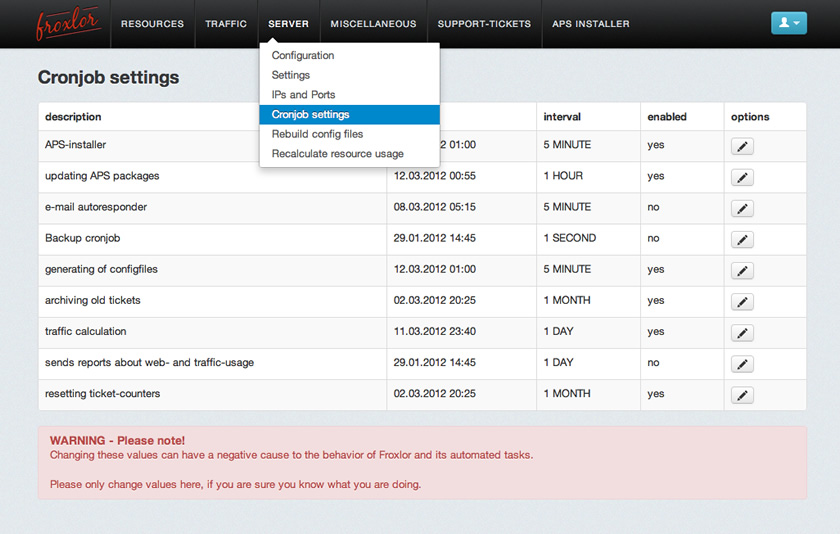 froxlor RESOURCES TRAFFIC SERVER MISCELLANEOUS SUPPORT-TICKETS APS INSTALLER
Configuration
Settings
IPs and Ports
Cronjob settings
Rebuild config files
Recalculate resource usage
Cronjob settings
description interval enabled options
APS-installer 01:00 5 MINUTE yes
updating APS packages 12.03.2012 00:55 1 HOUR yes
e-mail autoresponder 08.03.2012 05:15 5 MINUTE no
Backup cronjob 29.01.2012 14:45 1 SECOND no
generating of configfiles 12.03.2012 01:00 5 MINUTE yes
archiving old tickets 02.03.2012 20:25 1 MONTH yes
traffic calculation 11.03.2012 23:40 1 DAY yes
sends reports about web- and traffic-usage 29.01.2012 14:45 1 DAY no
resetting ticket-counters 02.03.2012 20:25 1 MONTH yes
WARNING - Please note!
Changing these values can have a negative cause to the behavior of Froxlor and its automated tasks.
Please only change values here, if you are sure you know what you are doing.